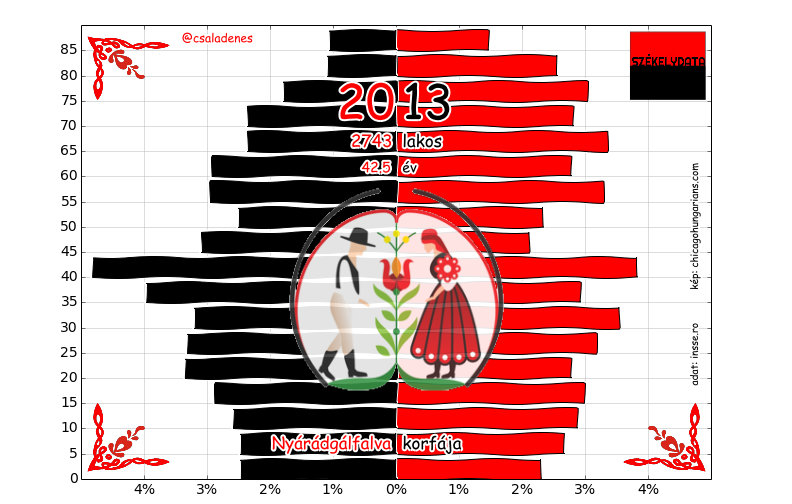 @csaladenes
SZÉKELYDATA
2013
2743 lakos
42.5 év
kép: chicagohungarians.com
adat: insse.ro
Nyárádgálfalva korfája
85
80
75
70
65
60
55
50
45
40
35
30
25
20
15
10
5
0
4% 3% 2% 1% 0% 1% 2% 3% 4%